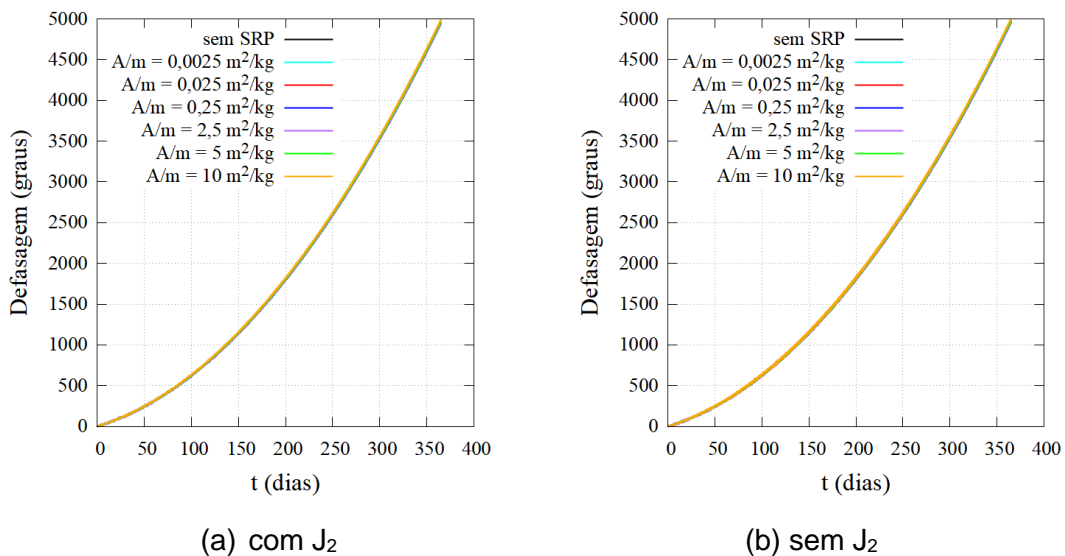 5000
4500
4000
3500
3000
2500
2000
1500
1000
500
0
Defasagem (graus)
sem SRP
A/m = 0,0025 m²/kg
A/m = 0,025 m²/kg
A/m = 0,25 m²/kg
A/m = 2,5 m²/kg
A/m = 5 m²/kg
A/m = 10 m²/kg
0 50 100 150 200 250 300 350 400
t (dias)
(a) com J₂
5000
4500
4000
3500
3000
2500
2000
1500
1000
500
0
Defasagem (graus)
sem SRP
A/m = 0,0025 m²/kg
A/m = 0,025 m²/kg
A/m = 0,25 m²/kg
A/m = 2,5 m²/kg
A/m = 5 m²/kg
A/m = 10 m²/kg
0 50 100 150 200 250 300 350 400
t (dias)
(b) sem J₂